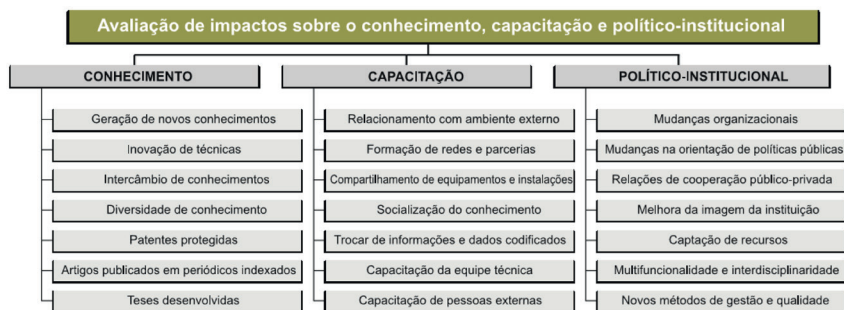 Avaliação de impactos sobre o conhecimento, capacitação e político-institucional
CONHECIMENTO
Geração de novos conhecimentos
Inovação de técnicas
Intercâmbio de conhecimentos
Diversidade de conhecimento
Patentes protegidas
Artigos publicados em periódicos indexados
Teses desenvolvidas
CAPACITAÇÃO
Relacionamento com ambiente externo
Formação de redes e parcerias
Compartilhamento de equipamentos e instalações
Socialização do conhecimento
Trocar de informações e dados codificados
Capacitação da equipe técnica
Capacitação de pessoas externas
POLÍTICO-INSTITUCIONAL
Mudanças organizacionais
Mudanças na orientação de políticas públicas
Relações de cooperação público-privada
Melhora da imagem da instituição
Captação de recursos
Multifuncionalidade e interdisciplinaridade
Novos métodos de gestão e qualidade